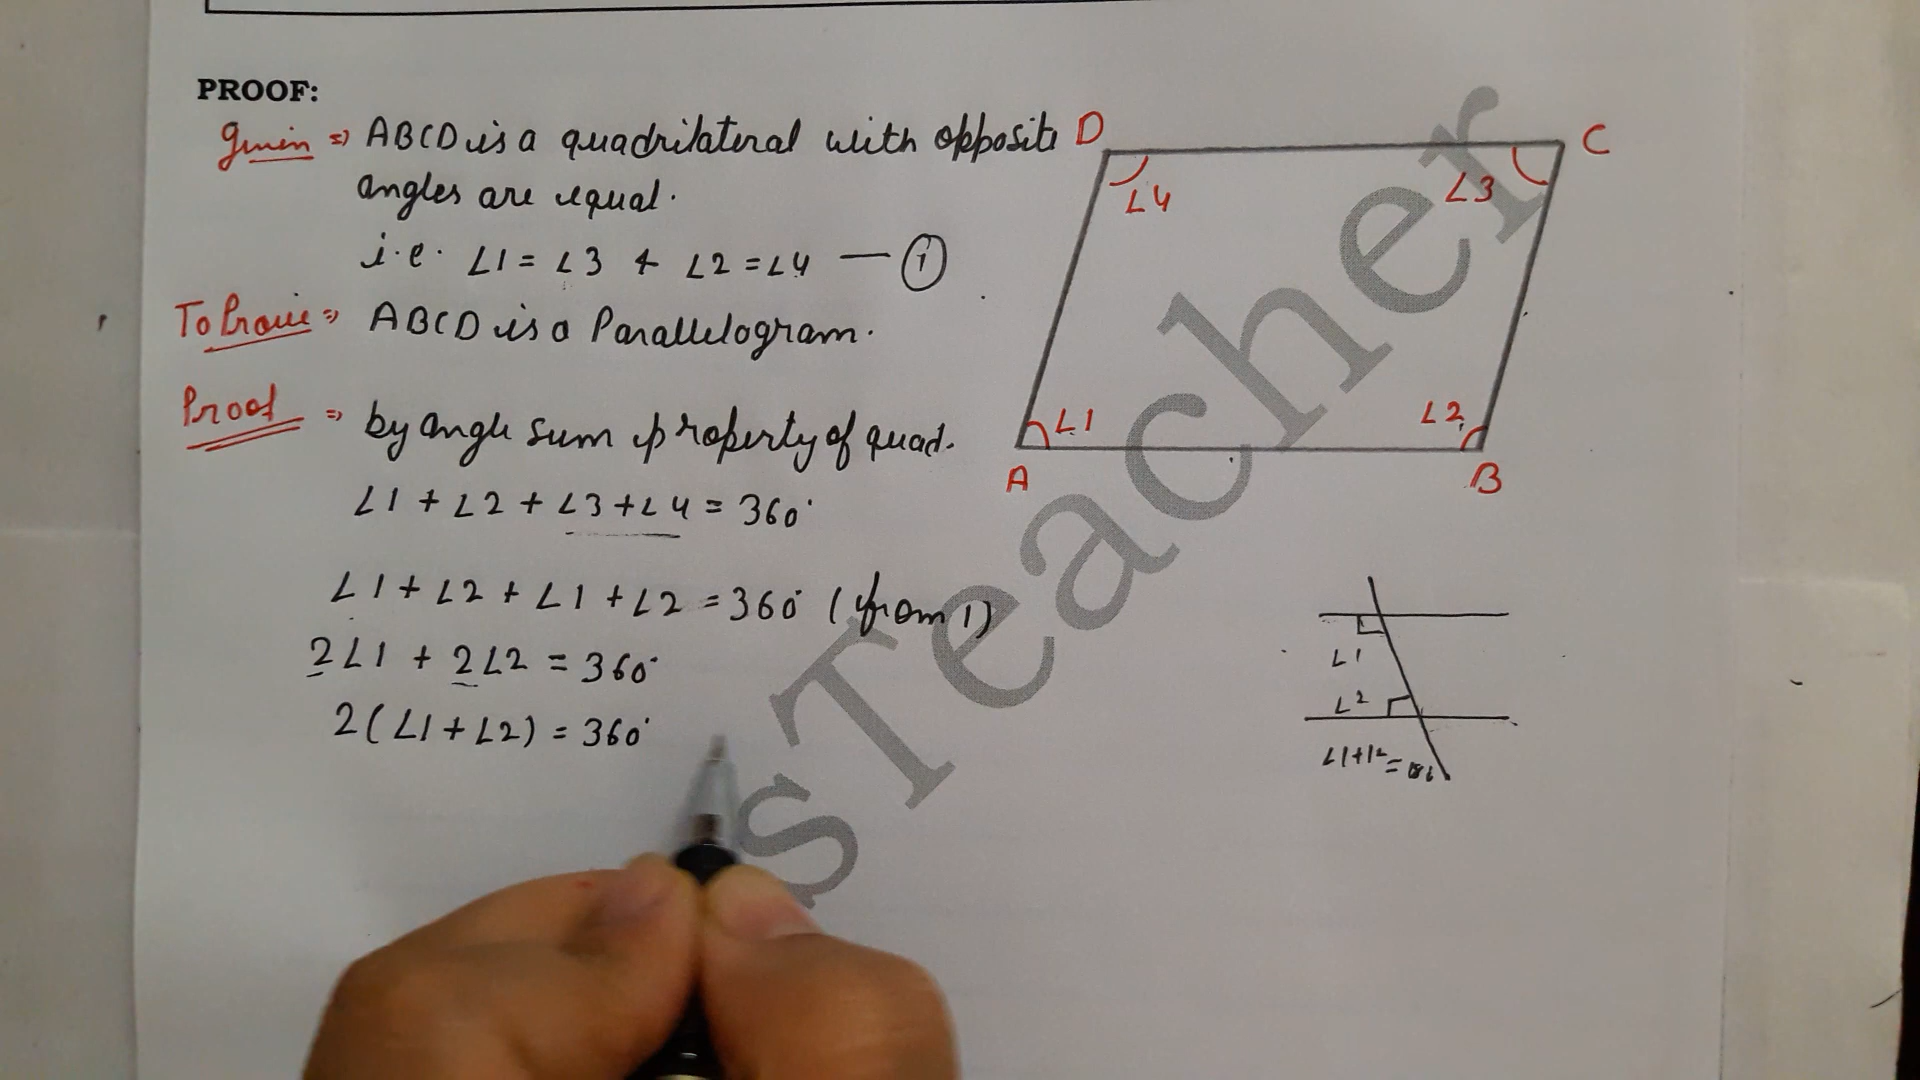 PROOF:
Given ⇒ ABCD is a quadrilateral with opposite
angles are equal.
i.e. ∠1 = ∠3 & ∠2 = ∠4 — ①
To Prove ⇒ ABCD is a Parallelogram.
Proof ⇒ by angle sum property of quad.
∠1 + ∠2 + ∠3 + ∠4 = 360°
∠1 + ∠2 + ∠1 + ∠2 = 360° (from 1)
2∠1 + 2∠2 = 360°
2(∠1 + ∠2) = 360°
D C
∠4 ∠3
∠1 ∠2
A B
∠1
∠2
sTeacher